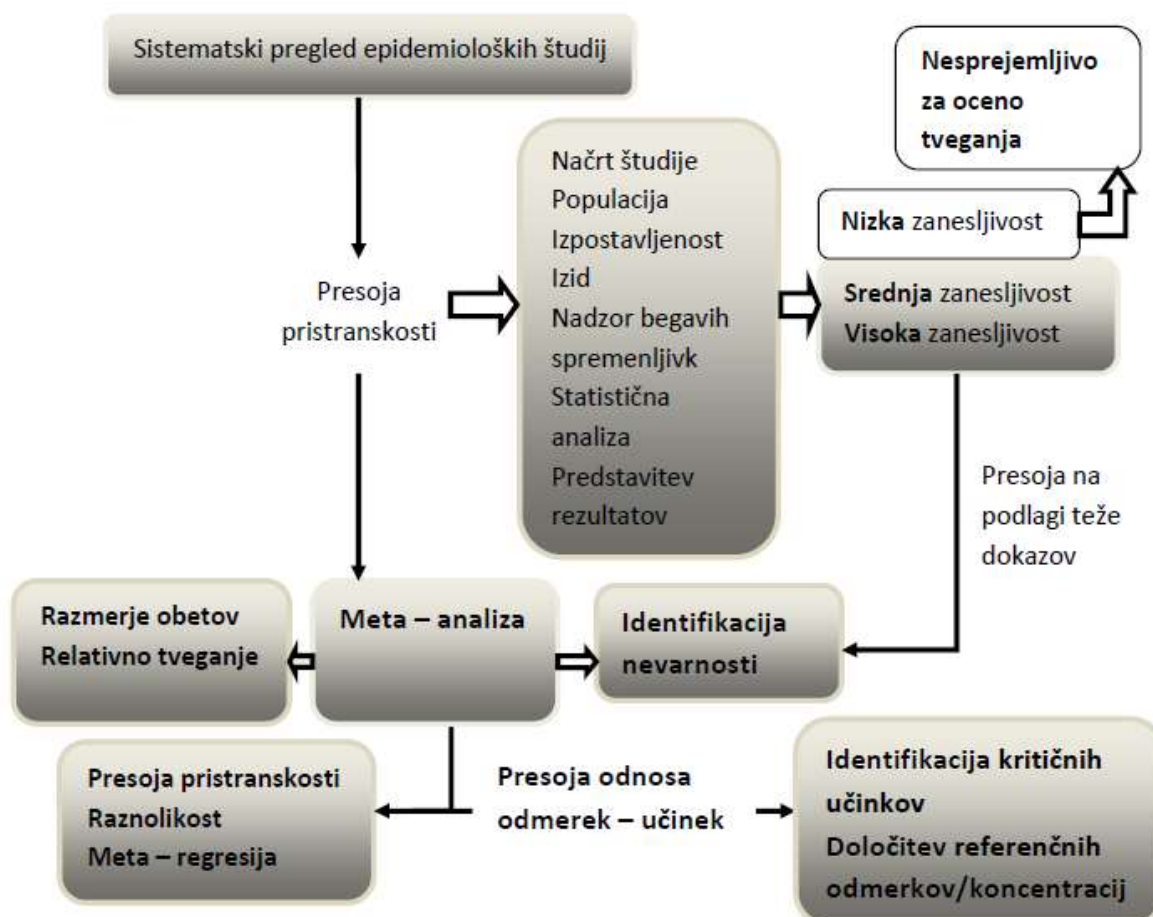 Sistematski pregled epidemioloških študij
Nesprejemljivo
za oceno
tveganja
Načrt študije
Populacija
Izpostavljenost
Izid
Nadzor begavih
spremenljivk
Statistična
analiza
Predstavitev
rezultatov
Nizka zanesljivost
Srednja zanesljivost
Visoka zanesljivost
Presoja
pristranskosti
Presoja na
podlagi teže
dokazov
Razmerje obetov
Relativno tveganje
Meta – analiza
Identifikacija
nevarnosti
Presoja pristranskosti
Raznolikost
Meta – regresija
Presoja odnosa
odmerek – učinek
Identifikacija kritičnih
učinkov
Določitev referenčnih
odmerkov/koncentracij